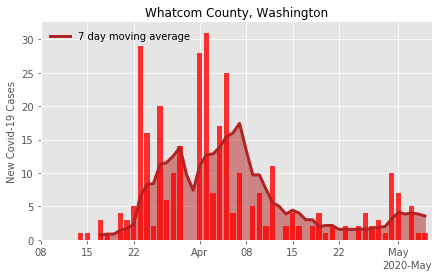 Whatcom County, Washington
7 day moving average
New Covid-19 Cases
30
25
20
15
10
5
0
08
15
22
Apr
08
15
22
May
2020-May